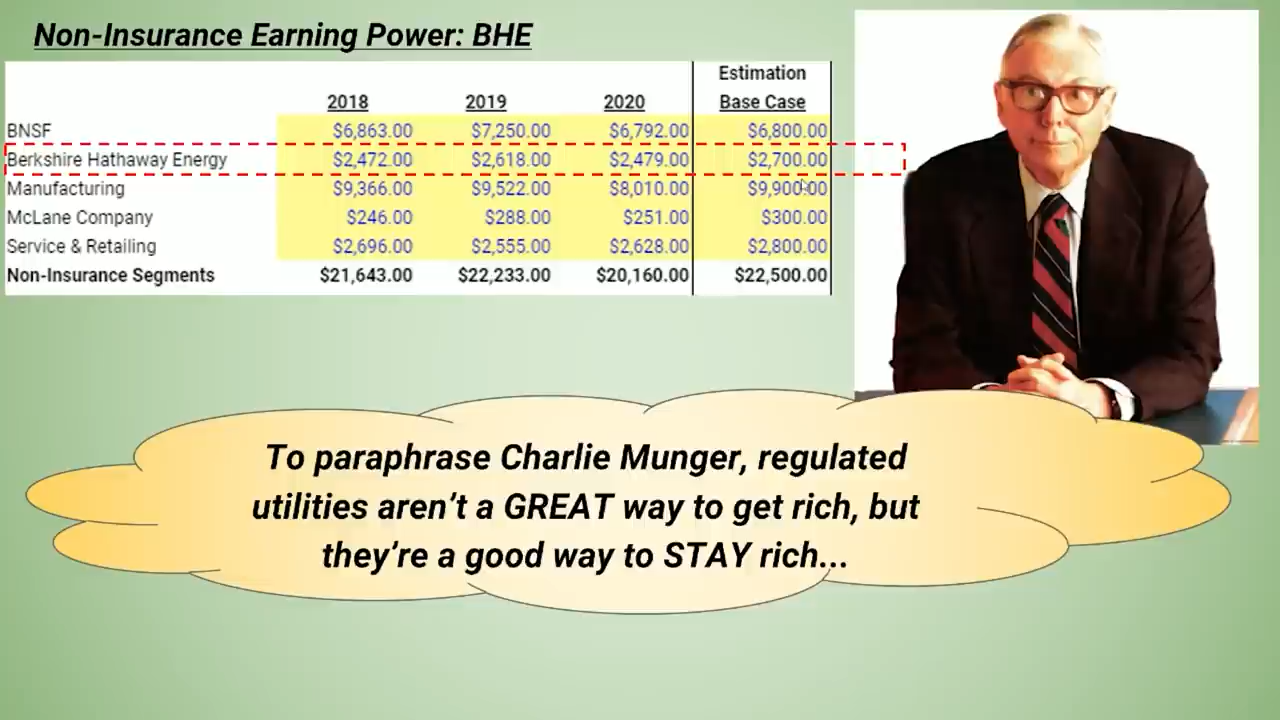 Non-Insurance Earning Power: BHE
Estimation
2018 2019 2020 Base Case
BNSF $6,863.00 $7,250.00 $6,792.00 $6,800.00
Berkshire Hathaway Energy $2,472.00 $2,618.00 $2,479.00 $2,700.00
Manufacturing $9,366.00 $9,522.00 $8,010.00 $9,900.00
McLane Company $246.00 $288.00 $251.00 $300.00
Service & Retailing $2,696.00 $2,555.00 $2,628.00 $2,800.00
Non-Insurance Segments $21,643.00 $22,233.00 $20,160.00 $22,500.00
To paraphrase Charlie Munger, regulated
utilities aren't a GREAT way to get rich, but
they're a good way to STAY rich...